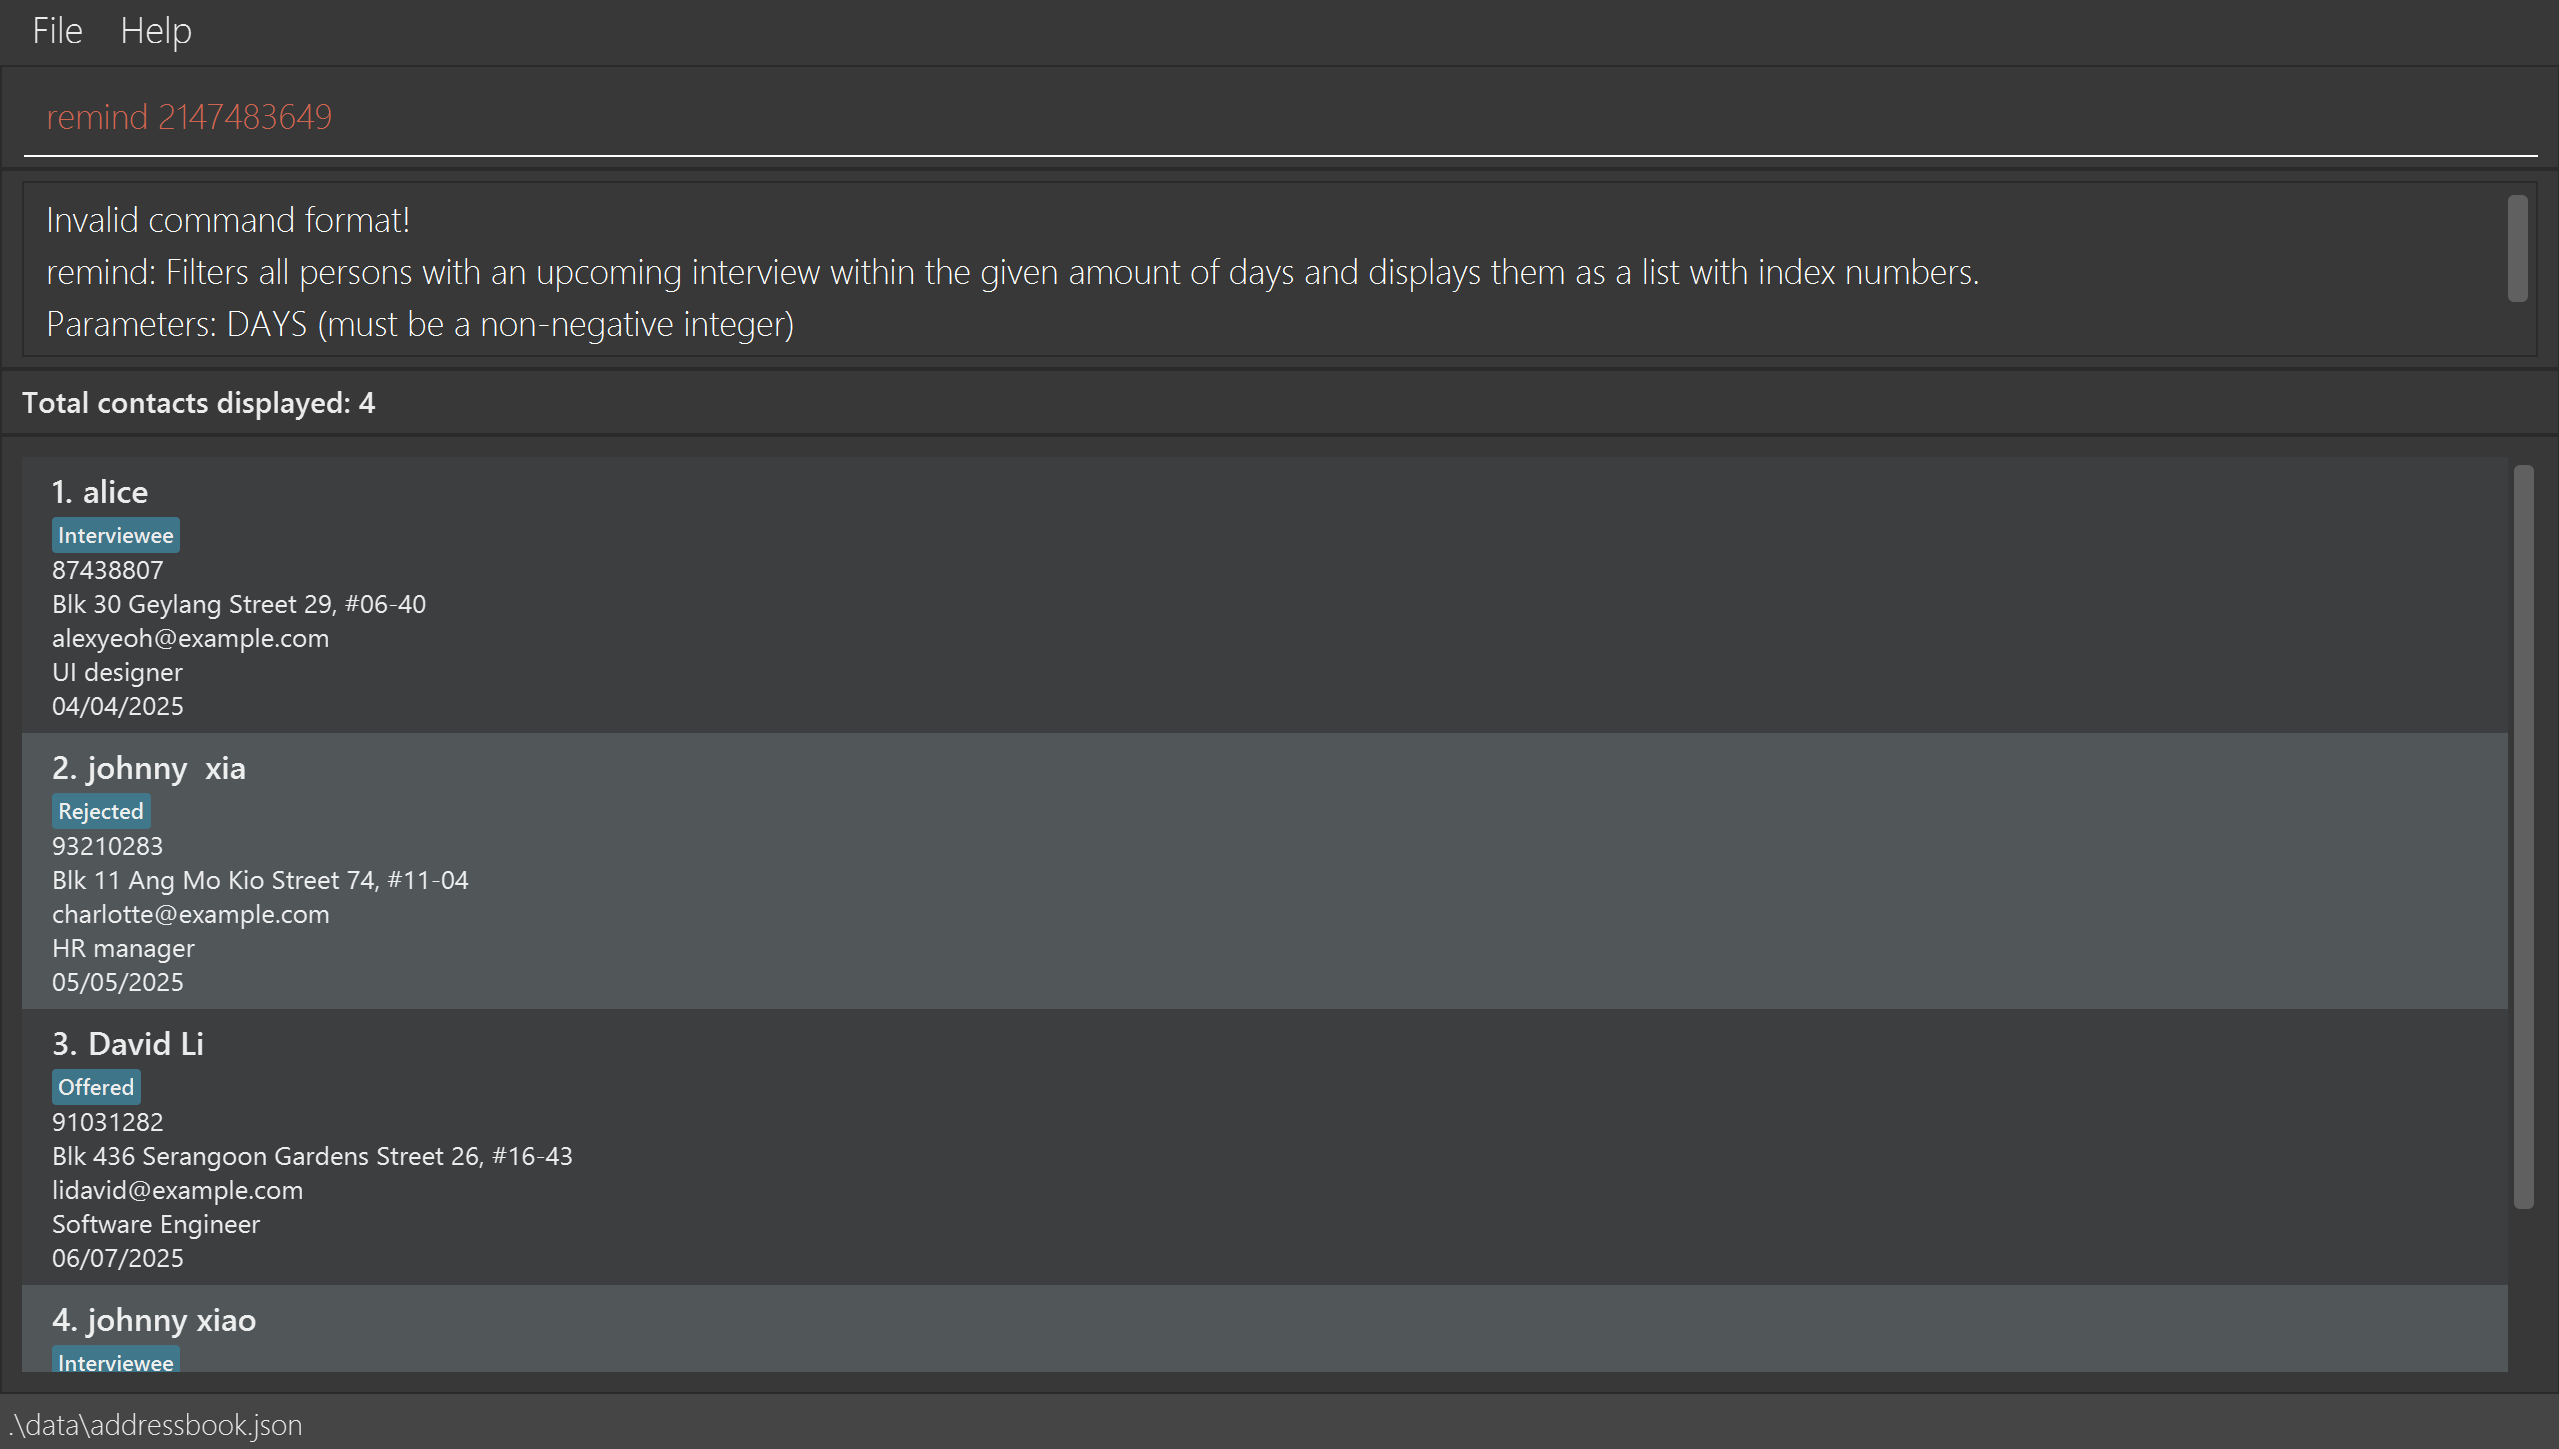 File Help
remind 2147483649
Invalid command format!
remind: Filters all persons with an upcoming interview within the given amount of days and displays them as a list with index numbers.
Parameters: DAYS (must be a non-negative integer)
Total contacts displayed: 4
1. alice
Interviewee
87438807
Blk 30 Geylang Street 29, #06-40
alexyeoh@example.com
UI designer
04/04/2025
2. johnny  xia
Rejected
93210283
Blk 11 Ang Mo Kio Street 74, #11-04
charlotte@example.com
HR manager
05/05/2025
3. David Li
Offered
91031282
Blk 436 Serangoon Gardens Street 26, #16-43
lidavid@example.com
Software Engineer
06/07/2025
4. johnny xiao
Interviewee
.\data\addressbook.json